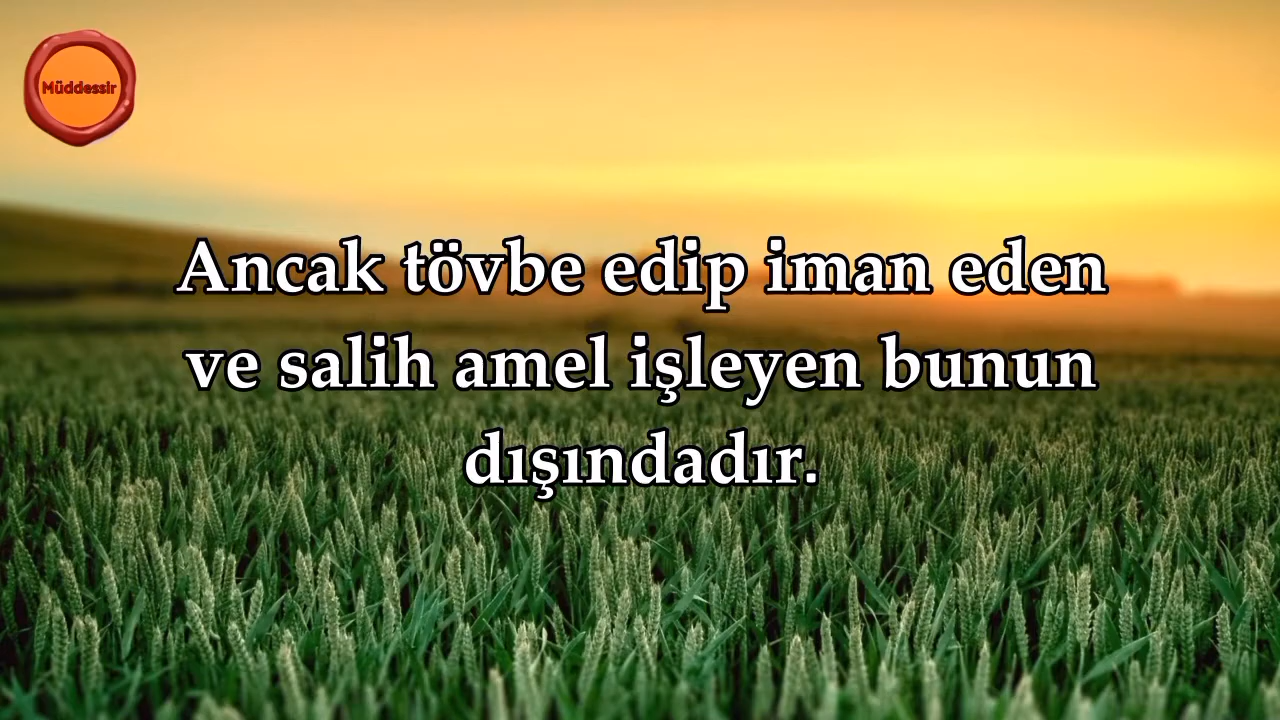 Müddessir
Ancak tövbe edip iman eden
ve salih amel işleyen bunun
dışındadır.